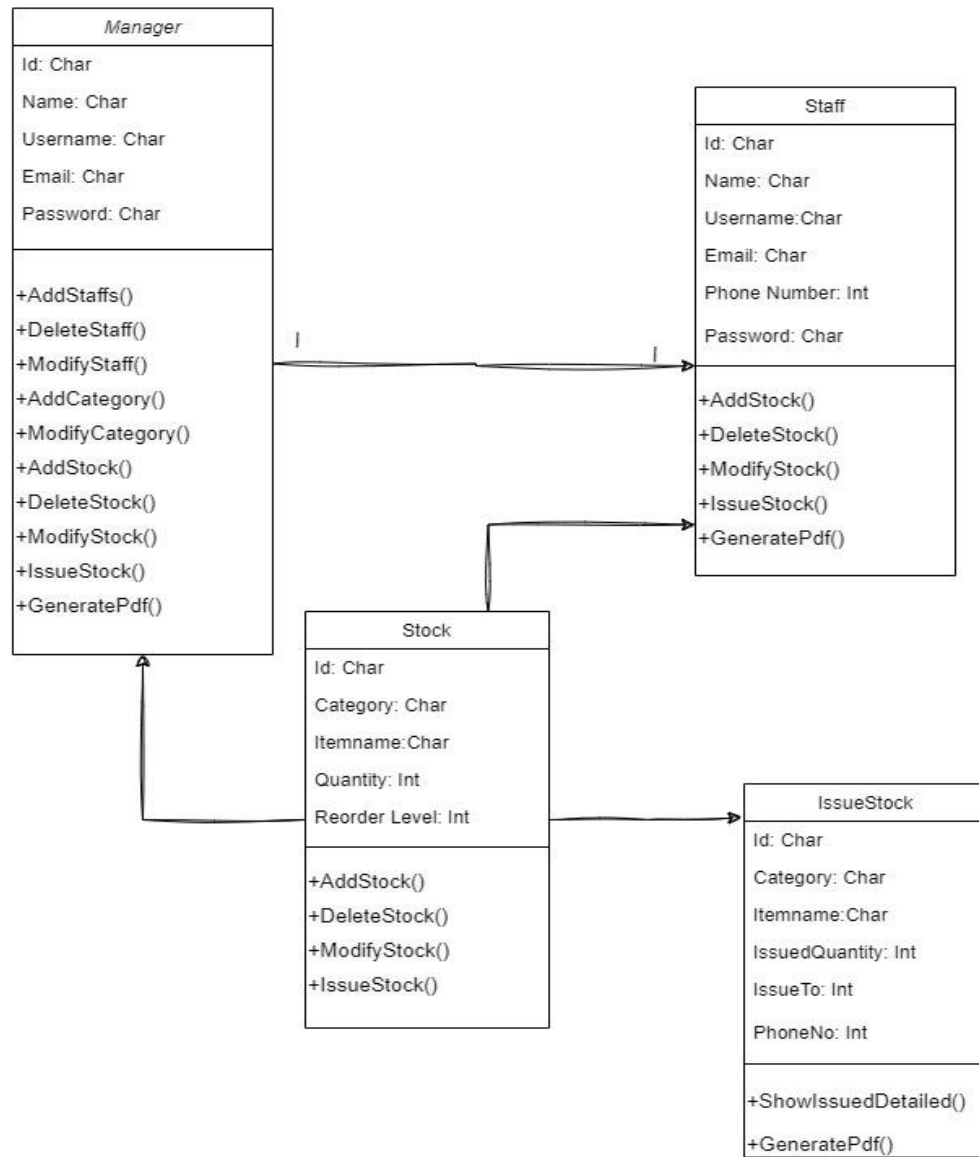 Manager
Id: Char
Name: Char
Username: Char
Email: Char
Password: Char
+AddStaffs()
+DeleteStaff()
+ModifyStaff()
+AddCategory()
+ModifyCategory()
+AddStock()
+DeleteStock()
+ModifyStock()
+IssueStock()
+GeneratePdf()
1
1
Staff
Id: Char
Name: Char
Username:Char
Email: Char
Phone Number: Int
Password: Char
+AddStock()
+DeleteStock()
+ModifyStock()
+IssueStock()
+GeneratePdf()
Stock
Id: Char
Category: Char
Itemname:Char
Quantity: Int
Reorder Level: Int
+AddStock()
+DeleteStock()
+ModifyStock()
+IssueStock()
IssueStock
Id: Char
Category: Char
Itemname:Char
IssuedQuantity: Int
IssueTo: Int
PhoneNo: Int
+ShowIssuedDetailed()
+GeneratePdf()